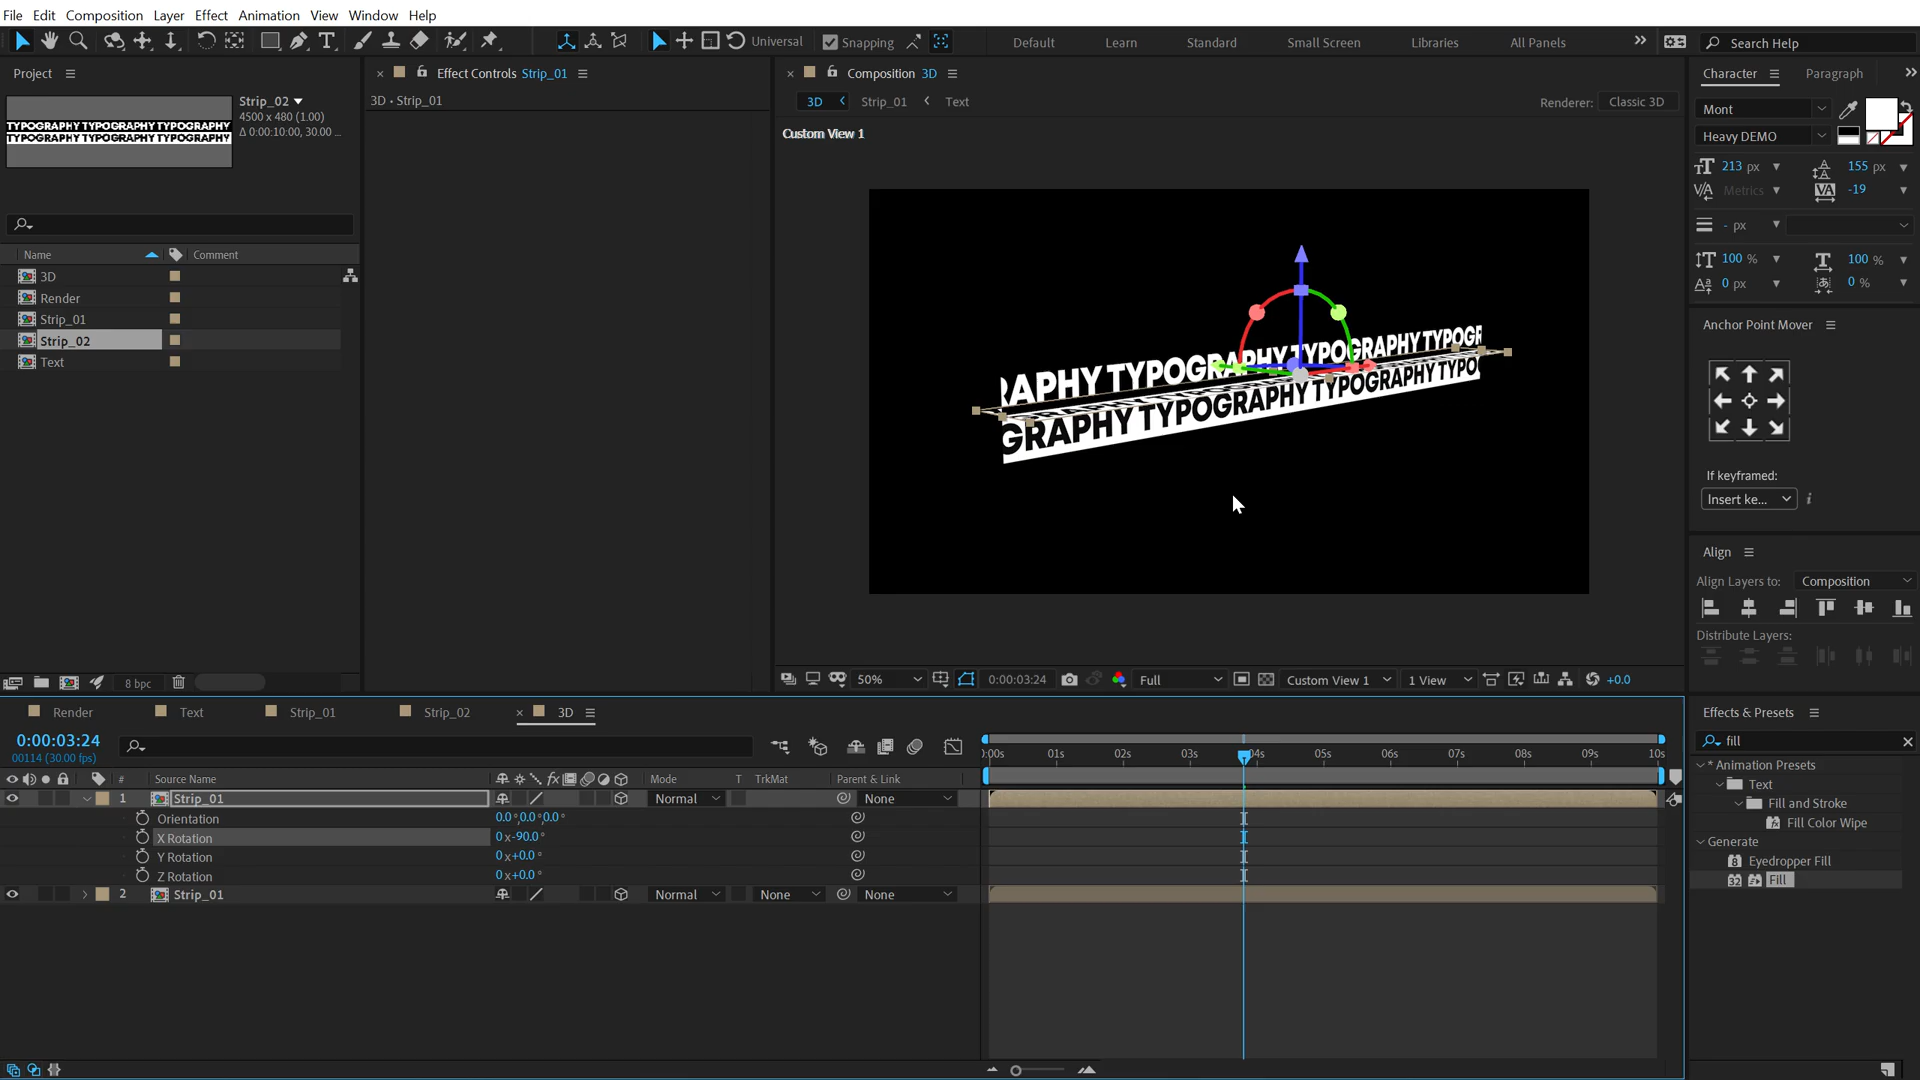 File Edit Composition Layer Effect Animation View Window Help
Universal Snapping Default Learn Standard Small Screen Libraries All Panels Search Help
Project
Effect Controls Strip_01
Composition 3D
Character Paragraph
Strip_02
4500 x 480 (1.00)
Δ 0:00:10:00, 30.00 ...
TYPOGRAPHY TYPOGRAPHY TYPOGRAPHY
TYPOGRAPHY TYPOGRAPHY TYPOGRAPHY
3D • Strip_01
3D Strip_01 Text
Renderer: Classic 3D
Custom View 1
Mont
Heavy DEMO
213 px 155 px
Metrics -19
- px
100 % 100 %
0 px 0 %
Name Comment
3D
Render
Strip_01
Strip_02
Text
RAPHY TYPOGRAPHY TYPOGRAPHY TYPOGR
GRAPHY TYPOGRAPHY TYPOGRAPHY TYPO
Anchor Point Mover
If keyframed:
Insert ke...
Align
Align Layers to: Composition
Distribute Layers:
8 bpc
50% 0:00:03:24 Full Custom View 1 1 View +0.0
Render Text Strip_01 Strip_02 3D
0:00:03:24
00114 (30.00 fps)
):00s 01s 02s 03s 04s 05s 06s 07s 08s 09s 10s
# Source Name Mode T TrkMat Parent & Link
1 Strip_01 Normal None
Orientation 0.0°,0.0°,0.0°
X Rotation 0x-90.0°
Y Rotation 0x+0.0°
Z Rotation 0x+0.0°
2 Strip_01 Normal None None
Effects & Presets
fill
* Animation Presets
Text
Fill and Stroke
Fill Color Wipe
Generate
Eyedropper Fill
Fill